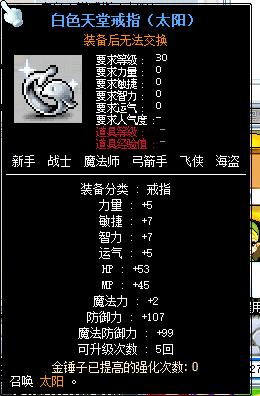 白色天堂戒指（太阳）
装备后无法交换
要求等级： 30
要求力量： 0
要求敏捷： 0
要求智力： 0
要求运气： 0
要求人气度：-
道具等级： -
道具经验值：-
新手 战士 魔法师 弓箭手 飞侠 海盗
装备分类 : 戒指
力量 : +5
敏捷 : +7
智力 : +7
运气 : +5
HP : +53
MP : +45
魔法力 : +2
防御力 : +107
魔法防御力 : +99
可升级次数 : 5回
金锤子已提高的强化次数: 0
召唤 太阳 。